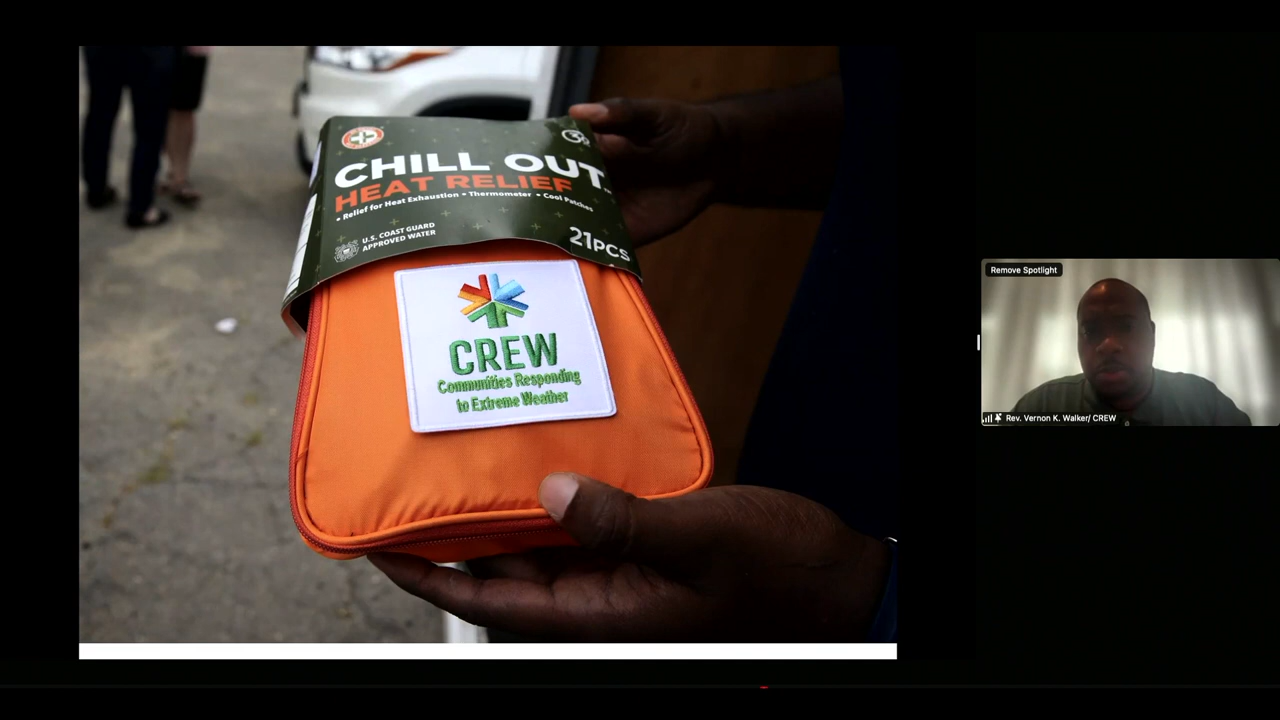 CHILL OUT...
HEAT RELIEF
• Relief for Heat Exhaustion • Thermometer • Cool Patches
U.S. COAST GUARD
APPROVED WATER
21PCS
CREW
Communities Responding
to Extreme Weather
Remove Spotlight
Rev. Vernon K. Walker/ CREW